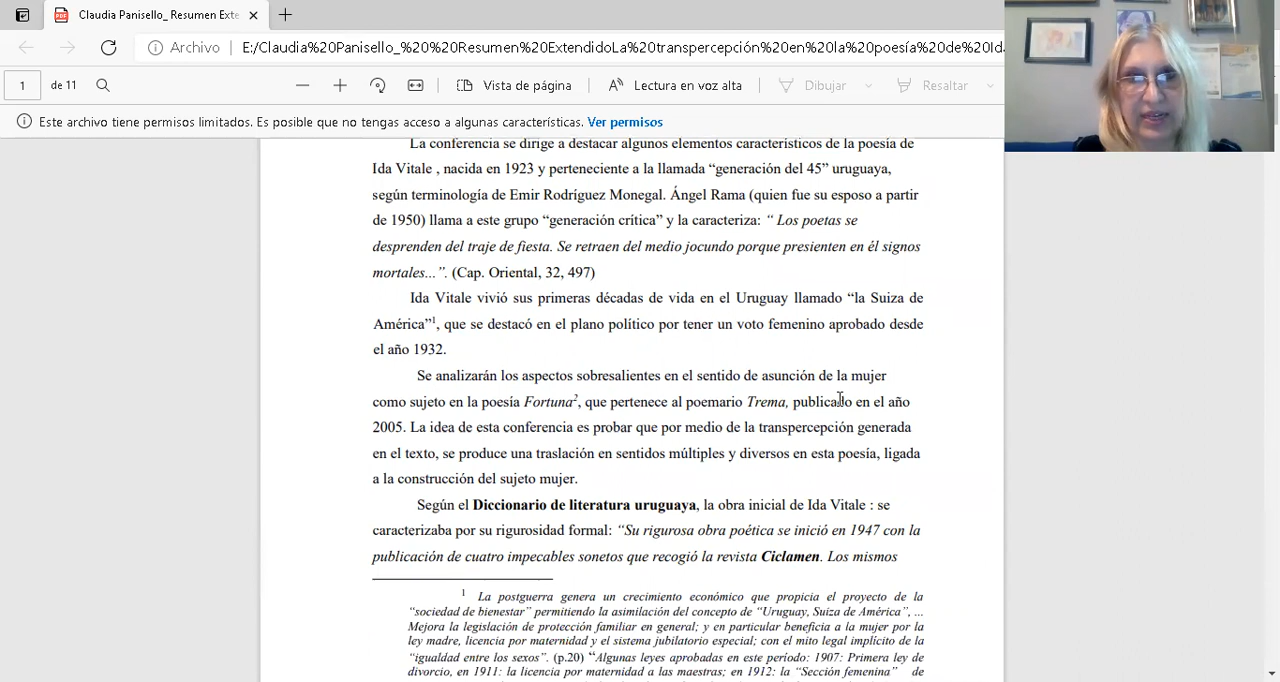 Claudia Panisello_ Resumen Exte
Archivo E:/Claudia%20Panisello_%20%20Resumen%20ExtendidoLa%20transpercepción%20en%20la%20poesía%20de%20Id.
1 de 11 Vista de página Lectura en voz alta Dibujar Resaltar
Este archivo tiene permisos limitados. Es posible que no tengas acceso a algunas características. Ver permisos
La conferencia se dirige a destacar algunos elementos característicos de la poesía de
Ida Vitale , nacida en 1923 y perteneciente a la llamada “generación del 45” uruguaya,
según terminología de Emir Rodríguez Monegal. Ángel Rama (quien fue su esposo a partir
de 1950) llama a este grupo “generación crítica” y la caracteriza: “ Los poetas se
desprenden del traje de fiesta. Se retraen del medio jocundo porque presienten en él signos
mortales...”. (Cap. Oriental, 32, 497)
Ida Vitale vivió sus primeras décadas de vida en el Uruguay llamado “la Suiza de
América”1, que se destacó en el plano político por tener un voto femenino aprobado desde
el año 1932.
Se analizarán los aspectos sobresalientes en el sentido de asunción de la mujer
como sujeto en la poesía Fortuna2, que pertenece al poemario Trema, publicado en el año
2005. La idea de esta conferencia es probar que por medio de la transpercepción generada
en el texto, se produce una traslación en sentidos múltiples y diversos en esta poesía, ligada
a la construcción del sujeto mujer.
Según el Diccionario de literatura uruguaya, la obra inicial de Ida Vitale : se
caracterizaba por su rigurosidad formal: “Su rigurosa obra poética se inició en 1947 con la
publicación de cuatro impecables sonetos que recogió la revista Ciclamen. Los mismos
1 La postguerra genera un crecimiento económico que propicia el proyecto de la
“sociedad de bienestar” permitiendo la asimilación del concepto de “Uruguay, Suiza de América”, ...
Mejora la legislación de protección familiar en general; y en particular beneficia a la mujer por la
ley madre, licencia por maternidad y el sistema jubilatorio especial; con el mito legal implícito de la
“igualdad entre los sexos”. (p.20) “Algunas leyes aprobadas en este período: 1907: Primera ley de
divorcio, en 1911: la licencia por maternidad a las maestras; en 1912: la “Sección femenina” de